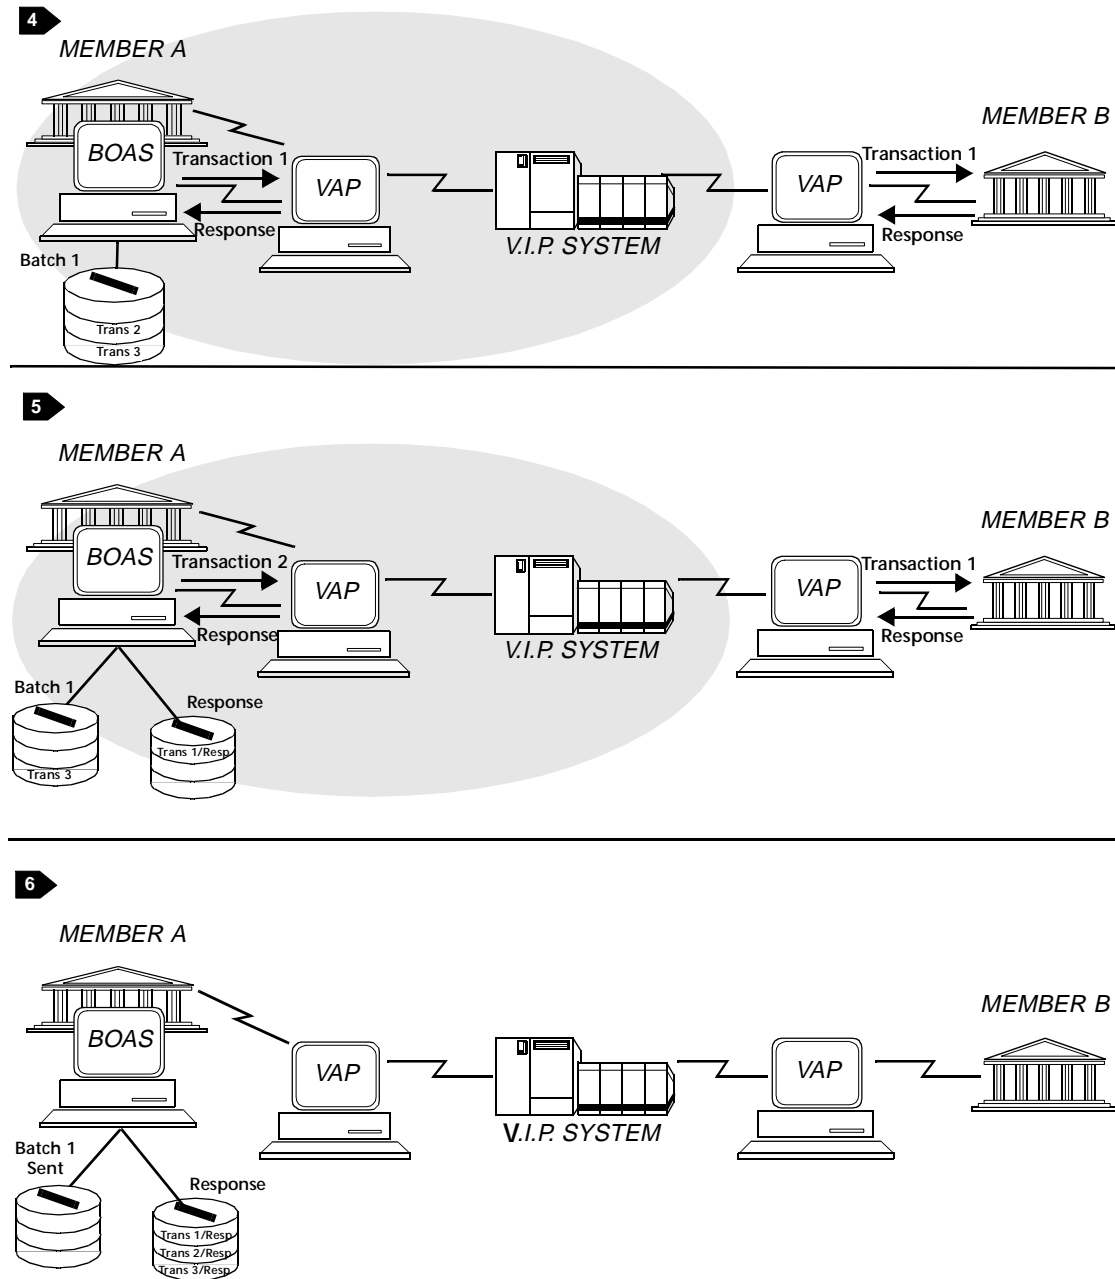 4
MEMBER A
MEMBER B
BOAS
Transaction 1
VAP
VAP
Transaction 1
Response
V.I.P. SYSTEM
Response
Batch 1
Trans 2
Trans 3
5
MEMBER A
MEMBER B
BOAS
Transaction 2
VAP
VAP
Transaction 1
Response
V.I.P. SYSTEM
Response
Batch 1
Response
Trans 1/Resp
Trans 3
6
MEMBER A
MEMBER B
BOAS
VAP
VAP
V.I.P. SYSTEM
Batch 1
Sent
Response
Trans 1/Resp
Trans 2/Resp
Trans 3/Resp